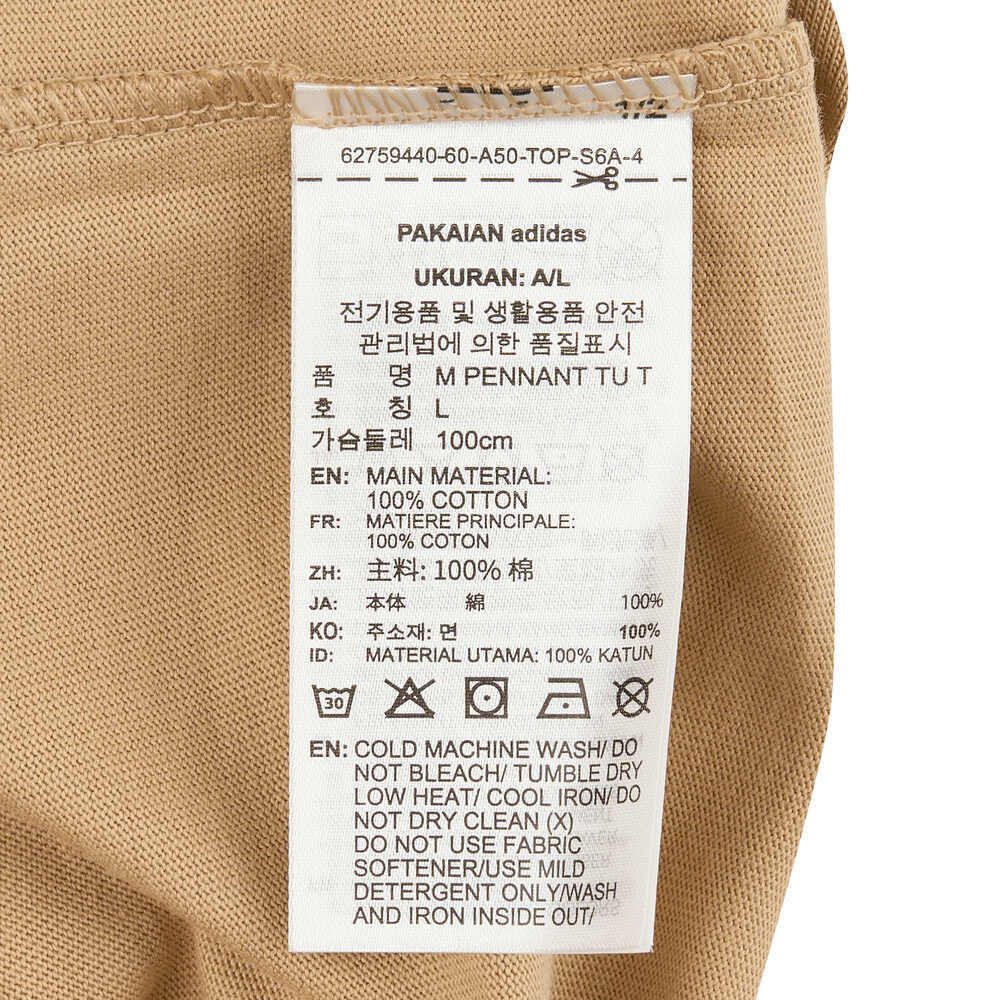 1/2
62759440-60-A50-TOP-S6A-4
PAKAIAN adidas
UKURAN: A/L
전기용품 및 생활용품 안전
관리법에 의한 품질표시
품 명 M PENNANT TU T
호 칭 L
가슴둘레 100cm
EN: MAIN MATERIAL:
100% COTTON
FR: MATIERE PRINCIPALE:
100% COTON
ZH: 主料: 100% 棉
JA: 本体 綿 100%
KO: 주소재: 면 100%
ID: MATERIAL UTAMA: 100% KATUN
30
EN: COLD MACHINE WASH/ DO
NOT BLEACH/ TUMBLE DRY
LOW HEAT/ COOL IRON/ DO
NOT DRY CLEAN (X)
DO NOT USE FABRIC
SOFTENER/USE MILD
DETERGENT ONLY/WASH
AND IRON INSIDE OUT/